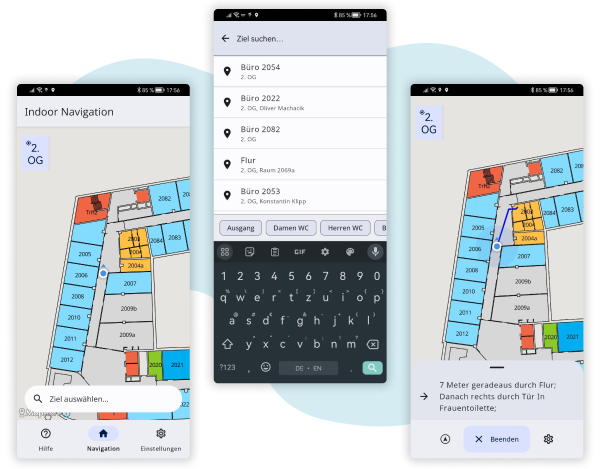 85 % 17:56
Indoor Navigation
2.
OG
TrH2
2082
202
2084
2083
2005
2004a
2006
2007
2008
2009b
2010
2011
2009a
2012
2020
2021
Ziel auswählen...
Hilfe
Navigation
Einstellungen
85 % 17:56
Ziel suchen...
Büro 2054
2. OG
Büro 2022
2. OG, Oliver Machacik
Büro 2082
2. OG
Flur
2. OG, Raum 2069a
Büro 2053
2. OG, Konstantin Klipp
Ausgang
Damen WC
Herren WC
B
GIF
1 2 3 4 5 6 7 8 9 0
q w e r t z u i o p
a s d f g h j k l
y x c v b n m
?123 , DE • EN .
85 % 17:56
2.
OG
TrH2
2082
2084
2083
2005
2004a
2006
2007
2008
2009b
2010
2011
2009a
2012
2020
2021
7 Meter geradeaus durch Flur;
Danach rechts durch Tür In
Frauentoilette;
Beenden